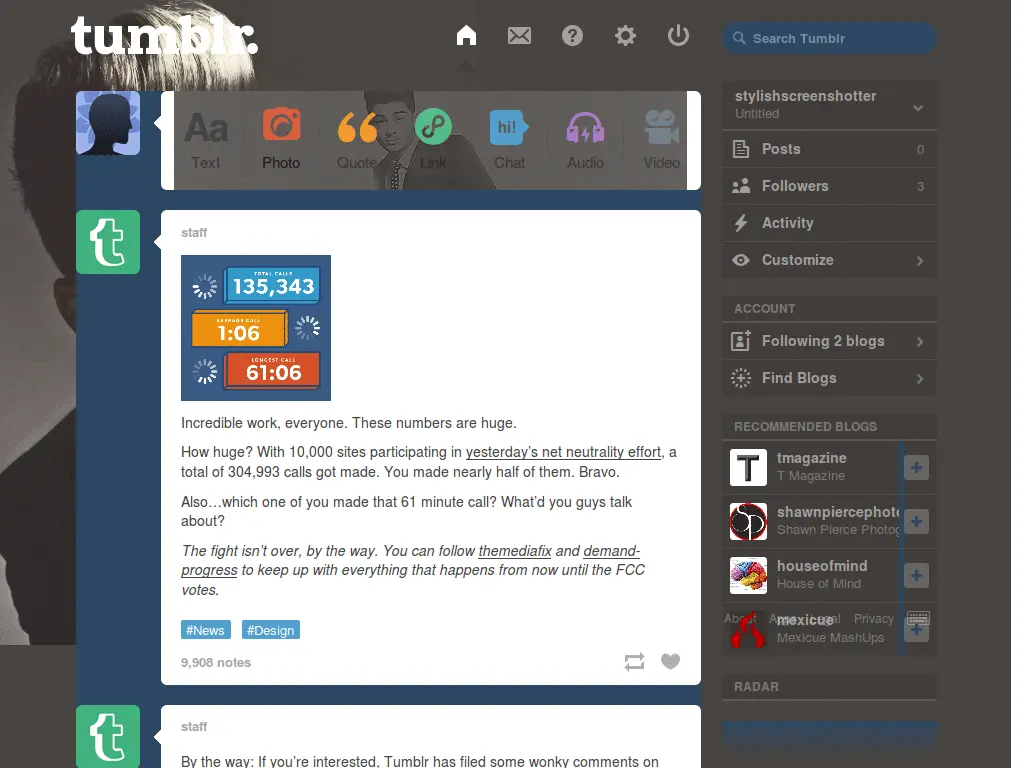 tumblr.
Search Tumblr
Aa
hi!
Text
Photo
Quote
Link
Chat
Audio
Video
staff
TOTAL CALLS
135,343
AVERAGE CALL
1:06
LONGEST CALL
61:06
Incredible work, everyone. These numbers are huge.
How huge? With 10,000 sites participating in yesterday’s net neutrality effort, a
total of 304,993 calls got made. You made nearly half of them. Bravo.
Also…which one of you made that 61 minute call? What’d you guys talk
about?
The fight isn’t over, by the way. You can follow themediafix and demand-
progress to keep up with everything that happens from now until the FCC
votes.
#News #Design
9,908 notes
t
staff
By the way: If you’re interested, Tumblr has filed some wonky comments on
t
stylishscreenshotter
Untitled
Posts 0
Followers 3
Activity
Customize
ACCOUNT
Following 2 blogs
Find Blogs
RECOMMENDED BLOGS
T
tmagazine
T Magazine
SP
shawnpiercephoto
Shawn Pierce Photog
houseofmind
House of Mind
About Legal Privacy
mexicue
Mexicue MashUps
RADAR